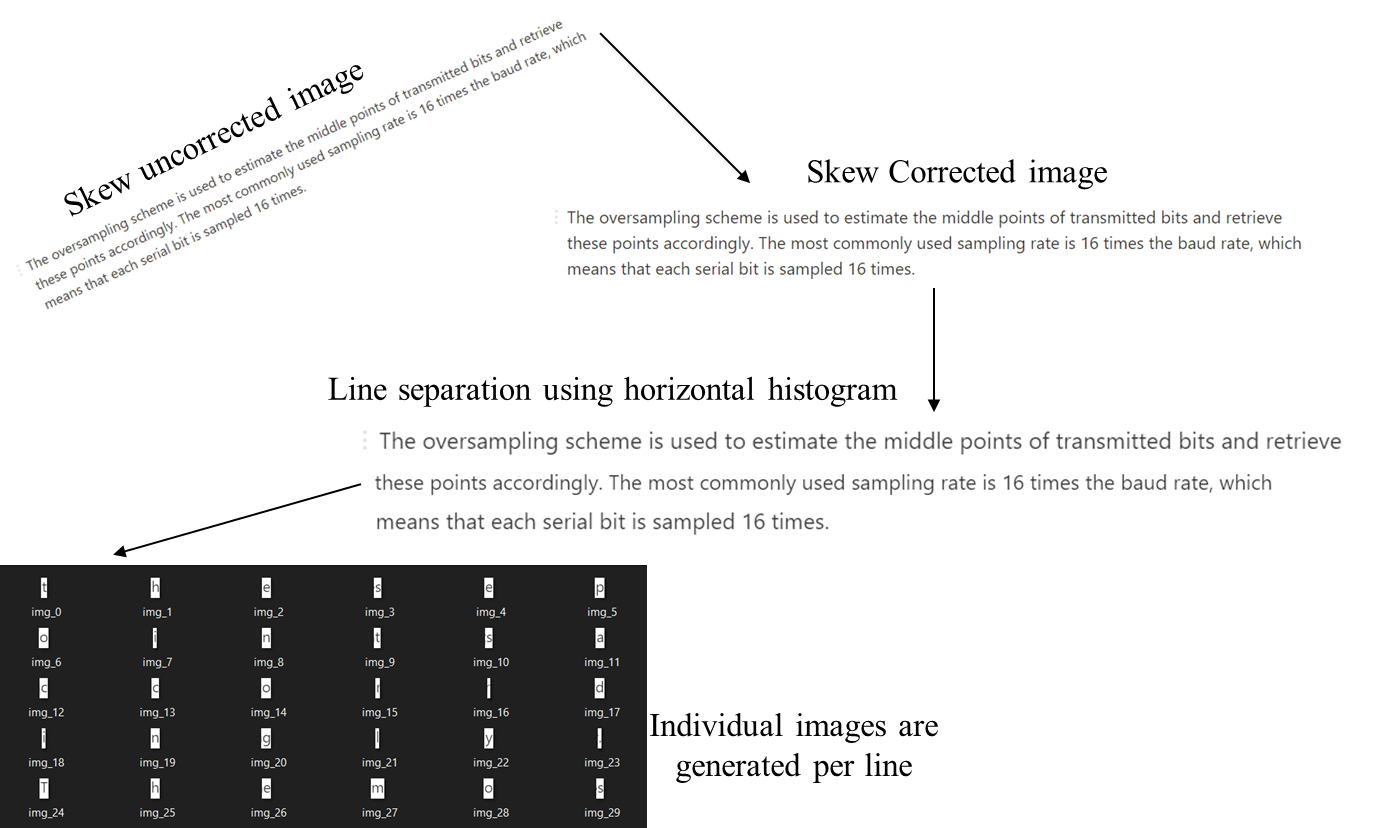 Skew uncorrected image
The oversampling scheme is used to estimate the middle points of transmitted bits and retrieve
these points accordingly. The most commonly used sampling rate is 16 times the baud rate, which
means that each serial bit is sampled 16 times.
Skew Corrected image
The oversampling scheme is used to estimate the middle points of transmitted bits and retrieve
these points accordingly. The most commonly used sampling rate is 16 times the baud rate, which
means that each serial bit is sampled 16 times.
Line separation using horizontal histogram
The oversampling scheme is used to estimate the middle points of transmitted bits and retrieve
these points accordingly. The most commonly used sampling rate is 16 times the baud rate, which
means that each serial bit is sampled 16 times.
t h e s e p
img_0 img_1 img_2 img_3 img_4 img_5
o i n t s a
img_6 img_7 img_8 img_9 img_10 img_11
c c o r r d
img_12 img_13 img_14 img_15 img_16 img_17
i n g l y .
img_18 img_19 img_20 img_21 img_22 img_23
T h e m o s
img_24 img_25 img_26 img_27 img_28 img_29
Individual images are
generated per line